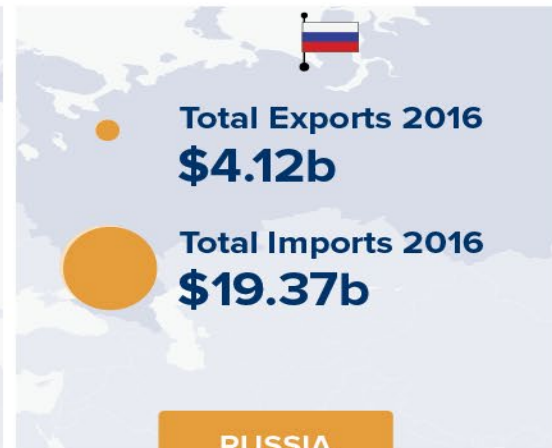 Total Exports 2016
$4.12b
Total Imports 2016
$19.37b
RUSSIA